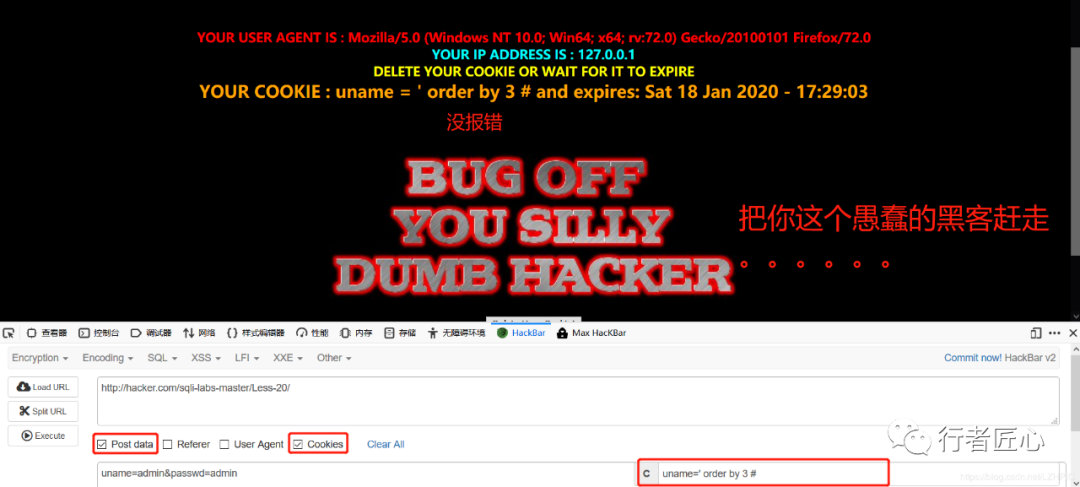 YOUR USER AGENT IS : Mozilla/5.0 (Windows NT 10.0; Win64; x64; rv:72.0) Gecko/20100101 Firefox/72.0
YOUR IP ADDRESS IS : 127.0.0.1
DELETE YOUR COOKIE OR WAIT FOR IT TO EXPIRE
YOUR COOKIE : uname = ' order by 3 # and expires: Sat 18 Jan 2020 - 17:29:03
没报错
BUG OFF
YOU SILLY
DUMB HACKER
把你这个愚蠢的黑客赶走
。。。。。。
查看器 控制台 调试器 网络 样式编辑器 性能 内存 存储 无障碍环境 HackBar Max HacKBar
Encryption Encoding SQL XSS LFI XXE Other Commit now! HackBar v2
Load URL http://hacker.com/sqli-labs-master/Less-20/
Split URL
Execute
Post data Referer User Agent Cookies Clear All
行者匠心
uname=admin&passwd=admin C uname=' order by 3 #